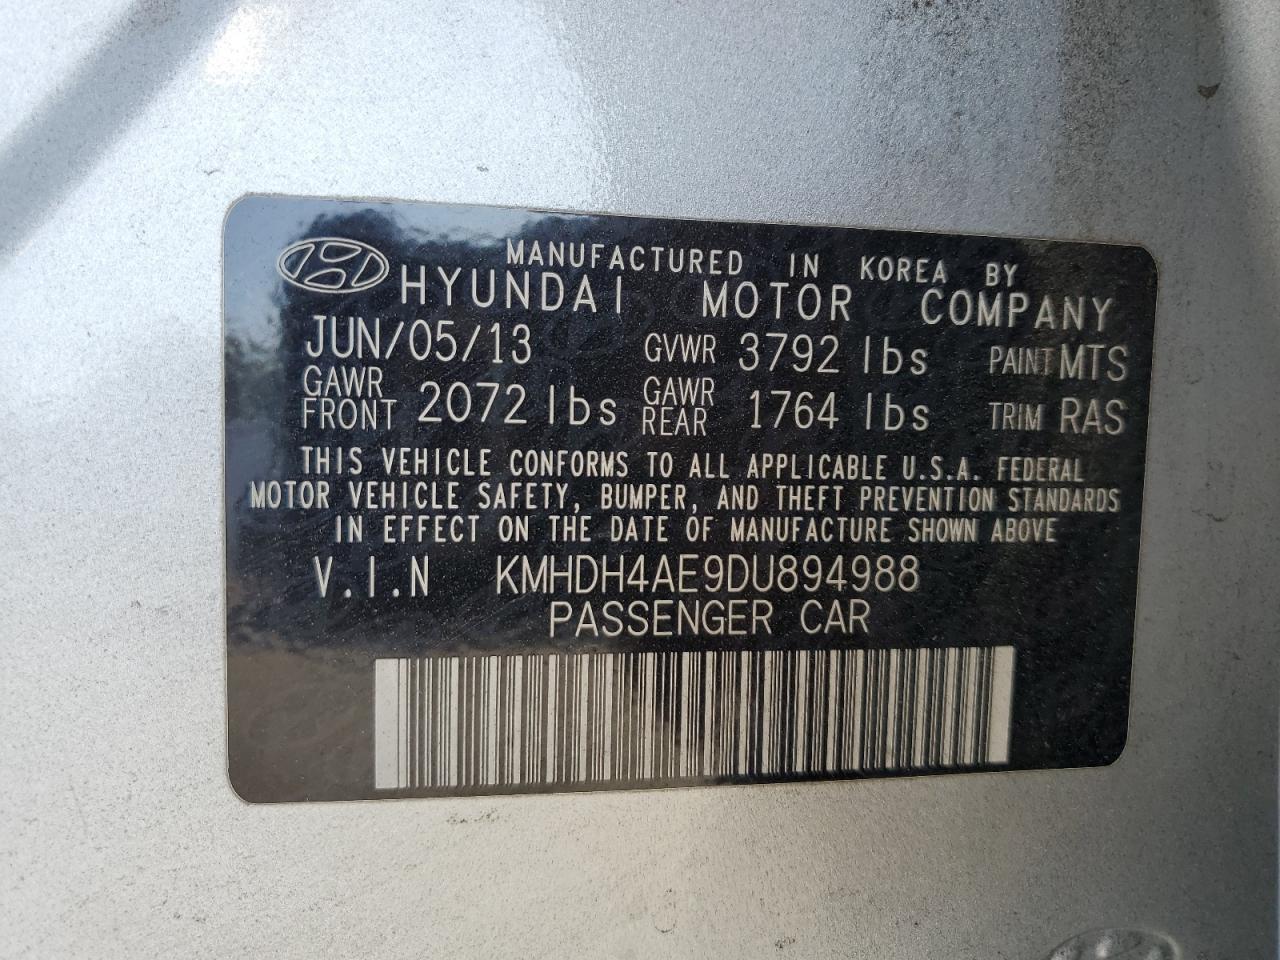 MANUFACTURED IN KOREA BY
HYUNDAI MOTOR COMPANY
JUN/05/13 GVWR 3792 lbs PAINT MTS
GAWR FRONT 2072 lbs GAWR REAR 1764 lbs TRIM RAS
THIS VEHICLE CONFORMS TO ALL APPLICABLE U.S.A. FEDERAL
MOTOR VEHICLE SAFETY, BUMPER, AND THEFT PREVENTION STANDARDS
IN EFFECT ON THE DATE OF MANUFACTURE SHOWN ABOVE
V.I.N KMHDH4AE9DU894988
PASSENGER CAR